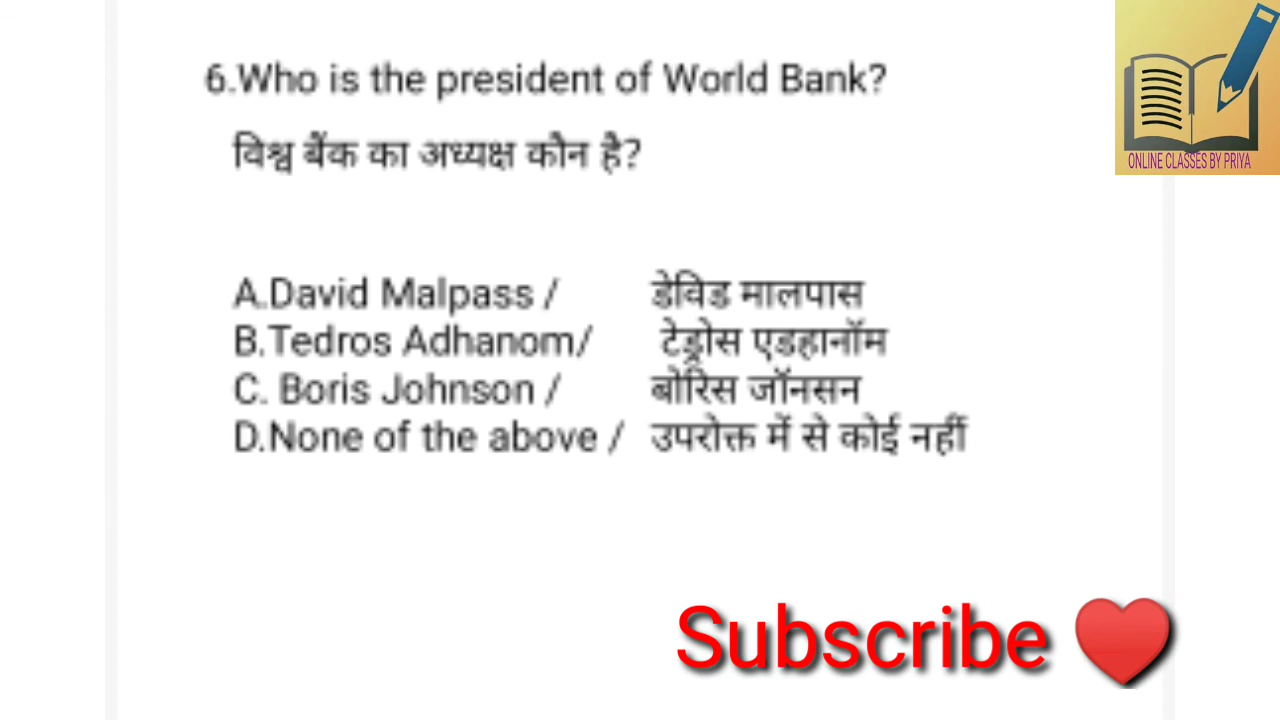 ONLINE CLASSES BY PRIYA
6.Who is the president of World Bank?
विश्व बैंक का अध्यक्ष कौन है?
A.David Malpass / डेविड मालपास
B.Tedros Adhanom/ टेड्रोस एडहानॉम
C. Boris Johnson / बोरिस जॉनसन
D.None of the above / उपरोक्त में से कोई नहीं
Subscribe